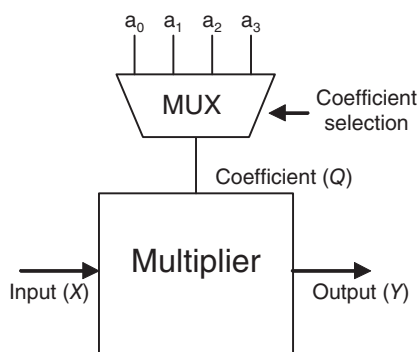 a0 a1 a2 a3
MUX
Coefficient
selection
Coefficient (Q)
Multiplier
Input (X)
Output (Y)